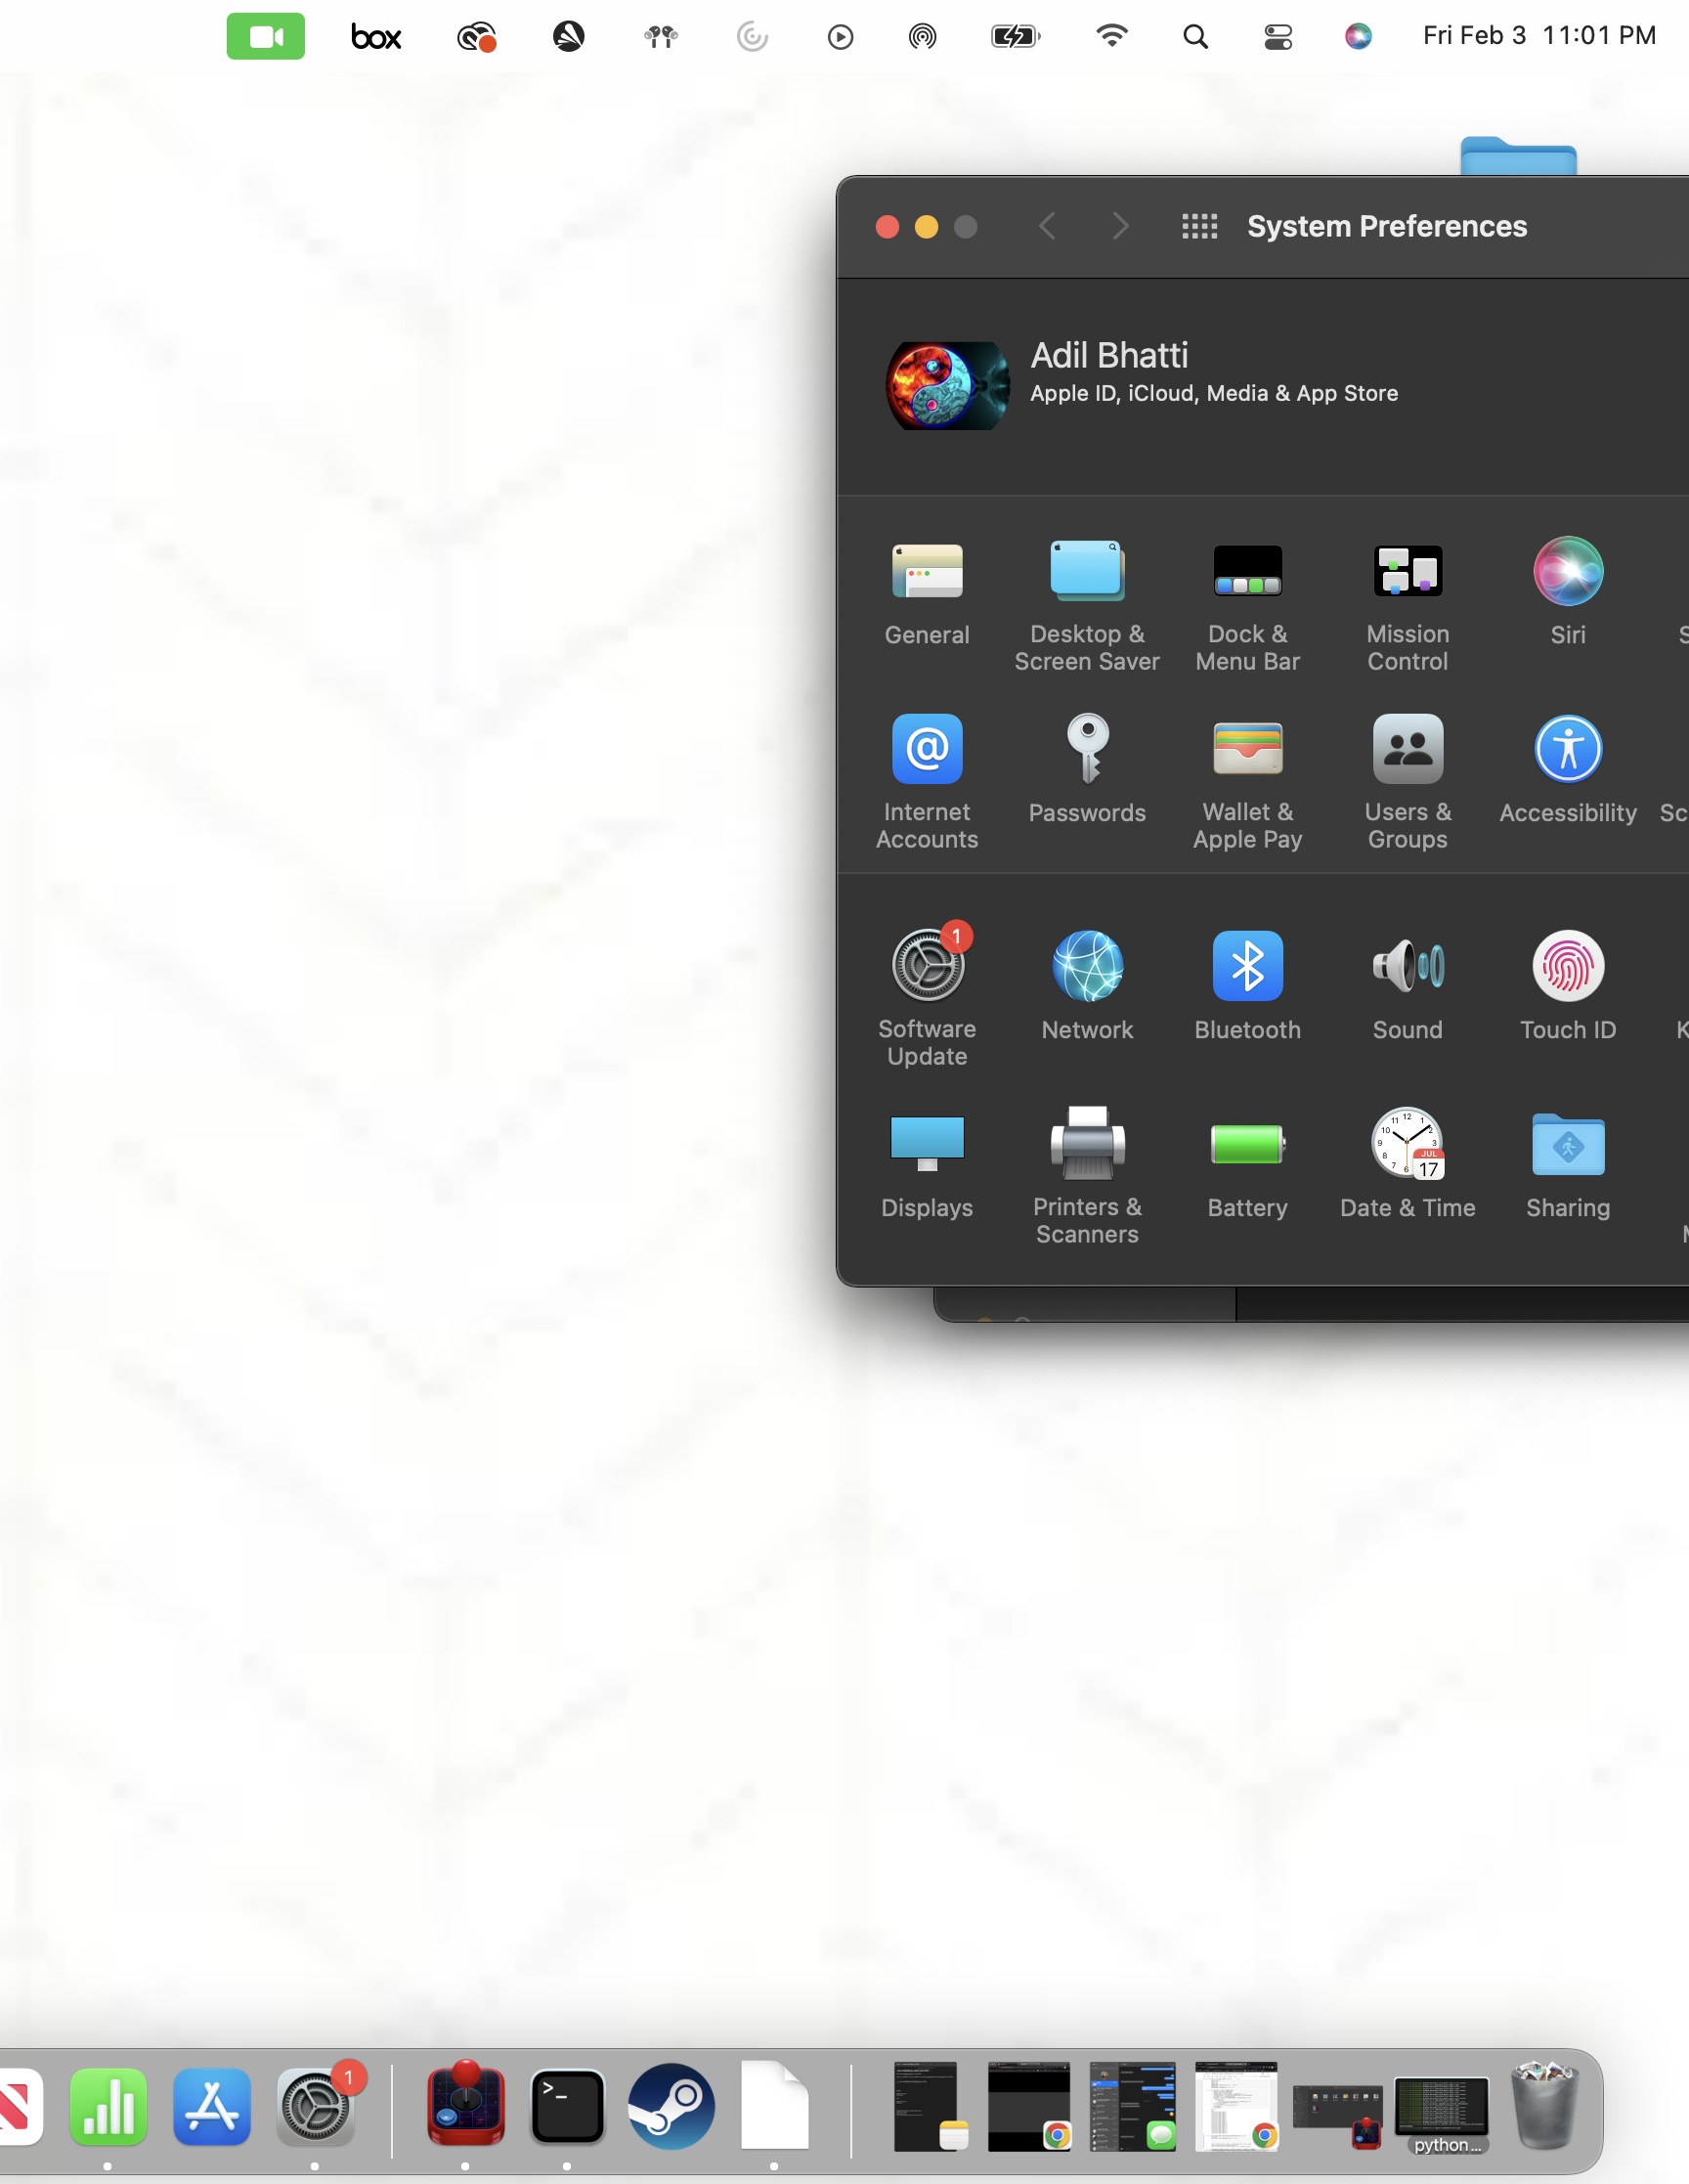 box
Fri Feb 3 11:01 PM
System Preferences
Adil Bhatti
Apple ID, iCloud, Media & App Store
General
Desktop &
Screen Saver
Dock &
Menu Bar
Mission
Control
Siri
S
Internet
Accounts
Passwords
Wallet &
Apple Pay
Users &
Groups
Accessibility
Sc
1
Software
Update
Network
Bluetooth
Sound
Touch ID
K
Displays
Printers &
Scanners
Battery
JUL
17
Date & Time
Sharing
1
>_
python...